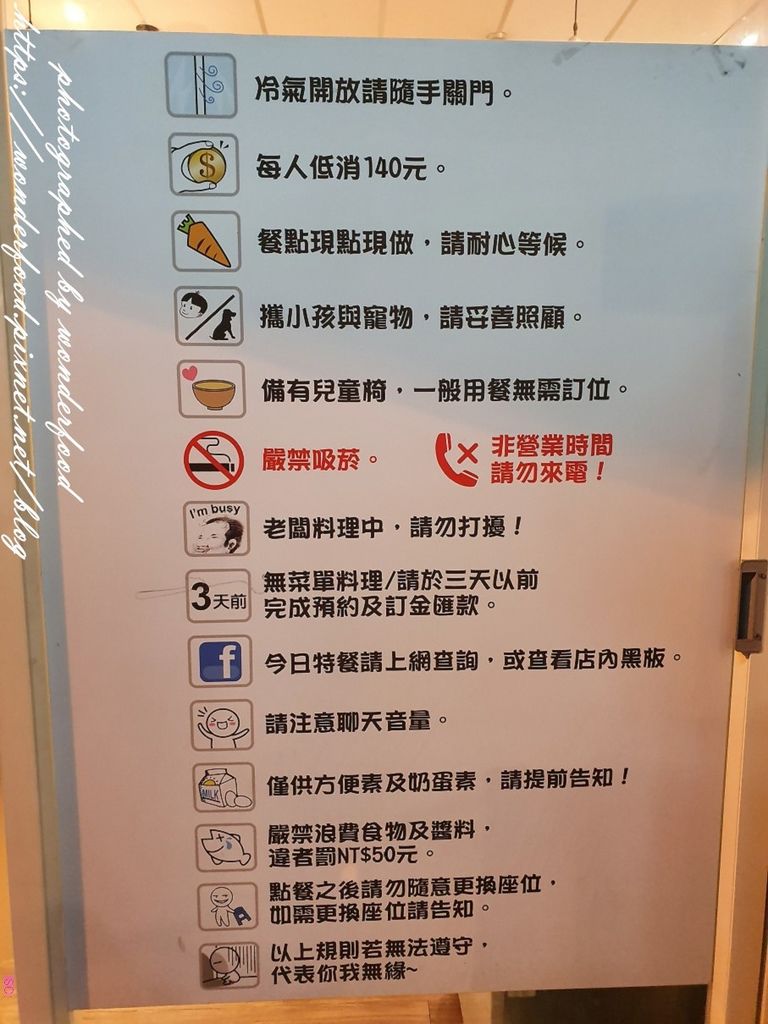 冷氣開放請隨手關門。
每人低消140元。
餐點現點現做，請耐心等候。
攜小孩與寵物，請妥善照顧。
備有兒童椅，一般用餐無需訂位。
嚴禁吸菸。
非營業時間
請勿來電！
I'm busy
老闆料理中，請勿打擾！
3天前
無菜單料理/請於三天以前
完成預約及訂金匯款。
f
今日特餐請上網查詢，或查看店內黑板。
請注意聊天音量。
MILK
僅供方便素及奶蛋素，請提前告知！
嚴禁浪費食物及醬料，
違者罰NT$50元。
點餐之後請勿隨意更換座位，
如需更換座位請告知。
以上規則若無法遵守，
代表你我無緣~
photographed by wonderfood
https://wonderfood.pixnet.net/blog
SC